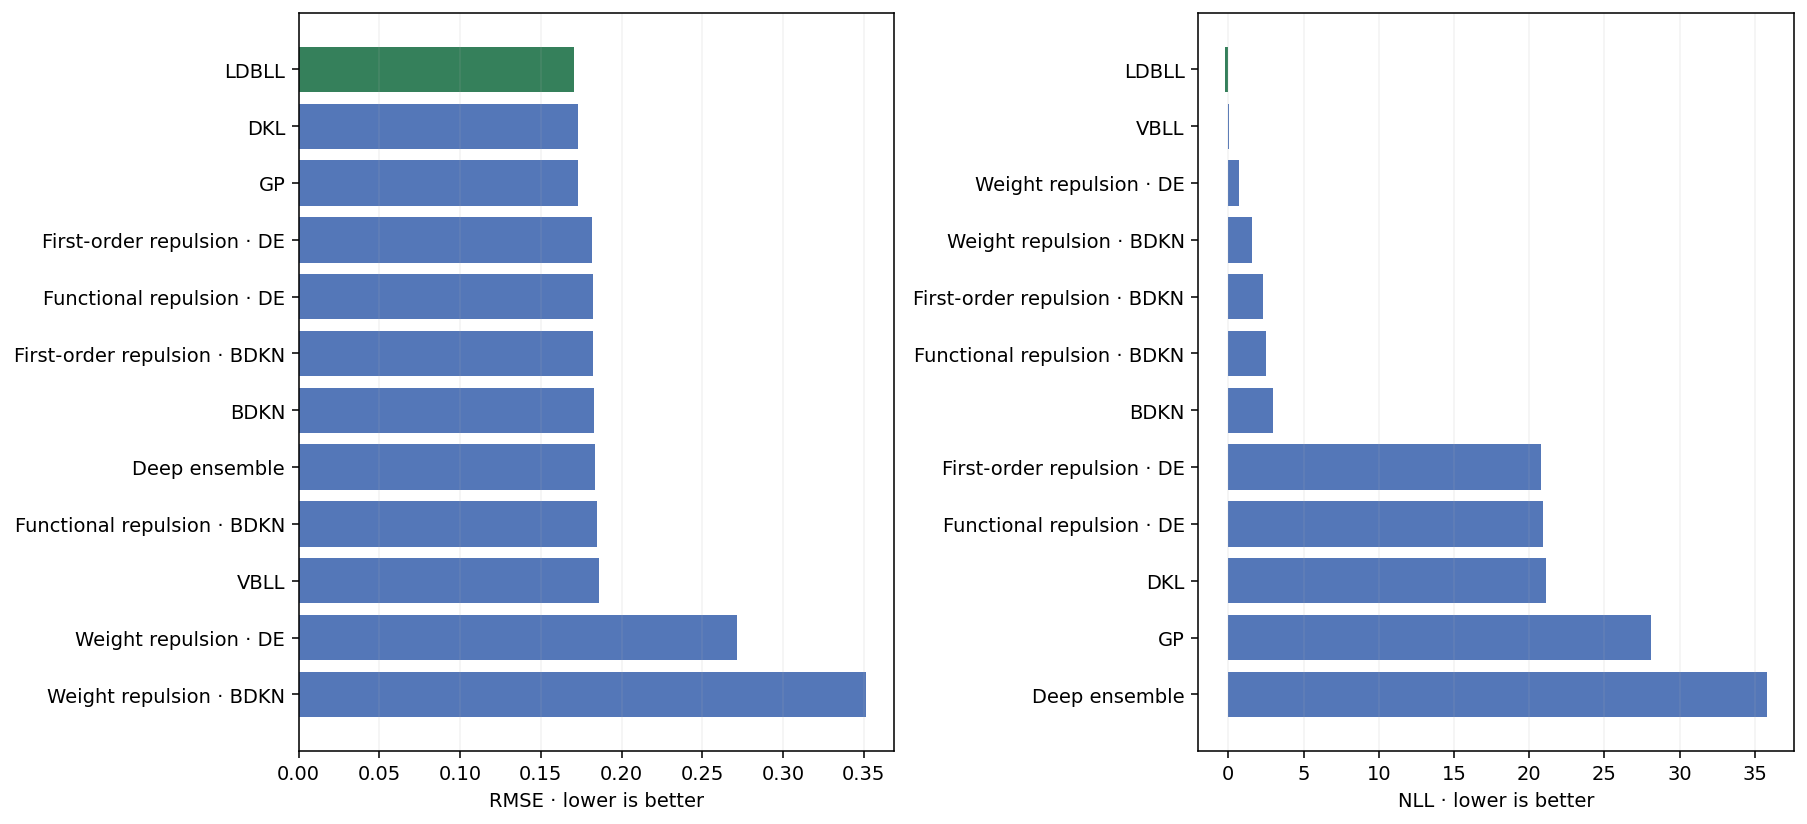 LDBLL
DKL
GP
First-order repulsion · DE
Functional repulsion · DE
First-order repulsion · BDKN
BDKN
Deep ensemble
Functional repulsion · BDKN
VBLL
Weight repulsion · DE
Weight repulsion · BDKN
0.00 0.05 0.10 0.15 0.20 0.25 0.30 0.35
RMSE · lower is better
LDBLL
VBLL
Weight repulsion · DE
Weight repulsion · BDKN
First-order repulsion · BDKN
Functional repulsion · BDKN
BDKN
First-order repulsion · DE
Functional repulsion · DE
DKL
GP
Deep ensemble
0 5 10 15 20 25 30 35
NLL · lower is better